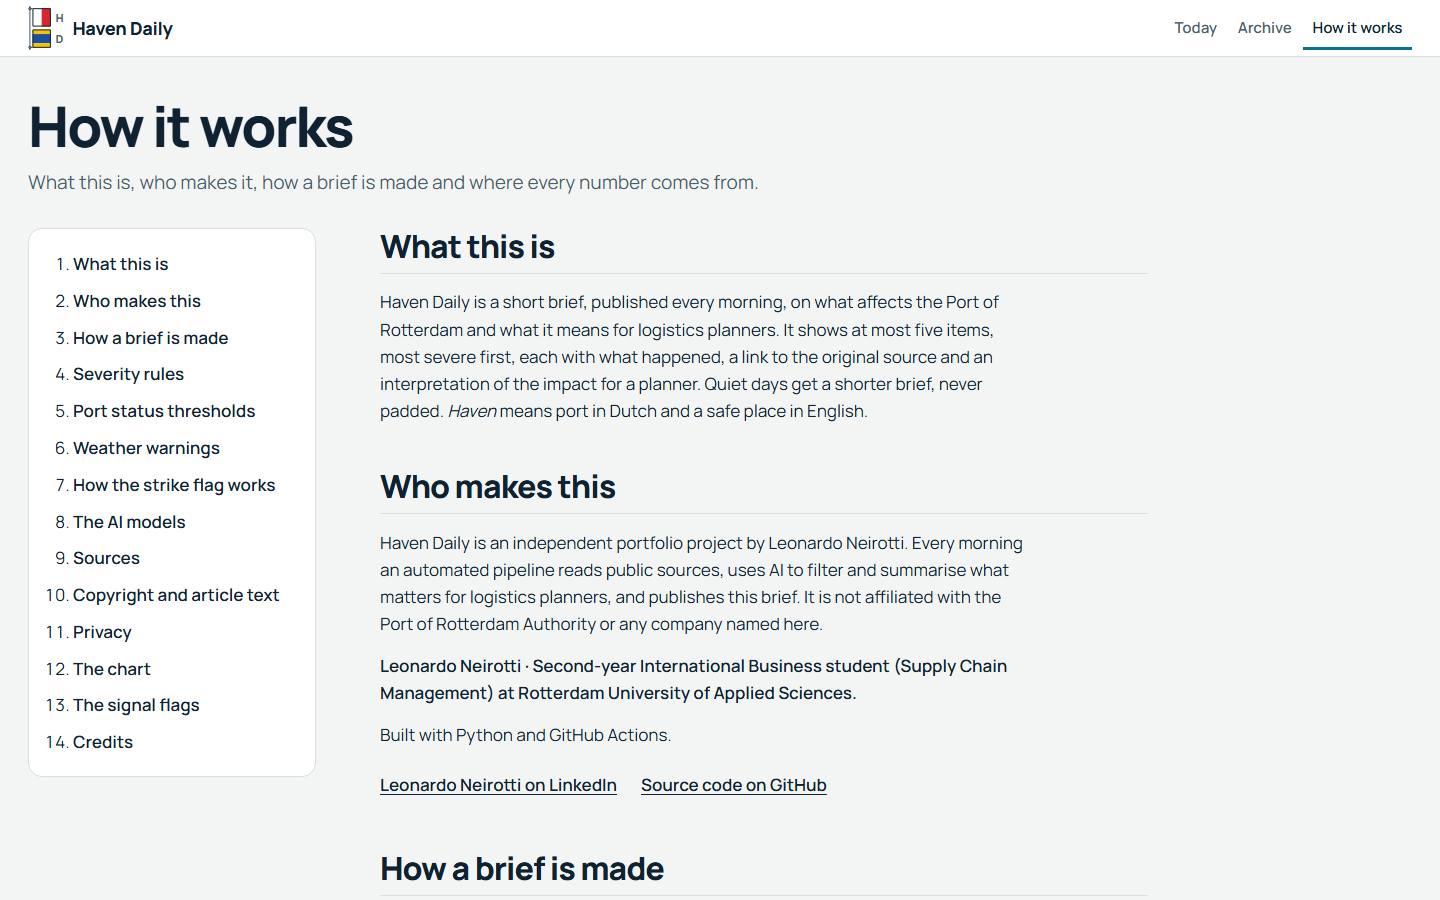 H
D
Haven Daily
Today
Archive
How it works
How it works
What this is, who makes it, how a brief is made and where every number comes from.
1. What this is
2. Who makes this
3. How a brief is made
4. Severity rules
5. Port status thresholds
6. Weather warnings
7. How the strike flag works
8. The AI models
9. Sources
10. Copyright and article text
11. Privacy
12. The chart
13. The signal flags
14. Credits
What this is
Haven Daily is a short brief, published every morning, on what affects the Port of
Rotterdam and what it means for logistics planners. It shows at most five items,
most severe first, each with what happened, a link to the original source and an
interpretation of the impact for a planner. Quiet days get a shorter brief, never
padded. Haven means port in Dutch and a safe place in English.
Who makes this
Haven Daily is an independent portfolio project by Leonardo Neirotti. Every morning
an automated pipeline reads public sources, uses AI to filter and summarise what
matters for logistics planners, and publishes this brief. It is not affiliated with the
Port of Rotterdam Authority or any company named here.
Leonardo Neirotti · Second-year International Business student (Supply Chain
Management) at Rotterdam University of Applied Sciences.
Built with Python and GitHub Actions.
Leonardo Neirotti on LinkedIn
Source code on GitHub
How a brief is made